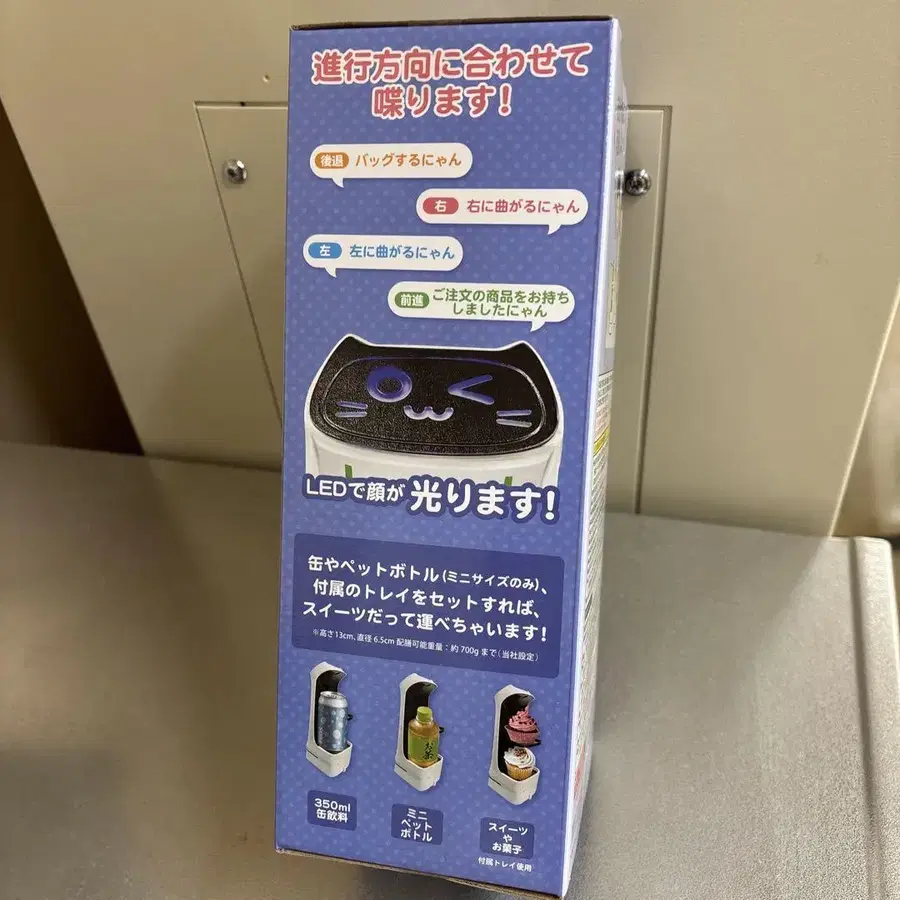 進行方向に合わせて
喋ります!
後退 バッグするにゃん
右 右に曲がるにゃん
左 左に曲がるにゃん
前進 ご注文の商品をお持ち
しましたにゃん
LEDで顔が光ります!
缶やペットボトル(ミニサイズのみ)、
付属のトレイをセットすれば、
スイーツだって運べちゃいます!
※高さ13cm、直径6.5cm 配膳可能重量:約700gまで(当社設定)
お茶
350ml
缶飲料
ミニ
ペット
ボトル
スイーツ
や
お菓子
付属トレイ使用